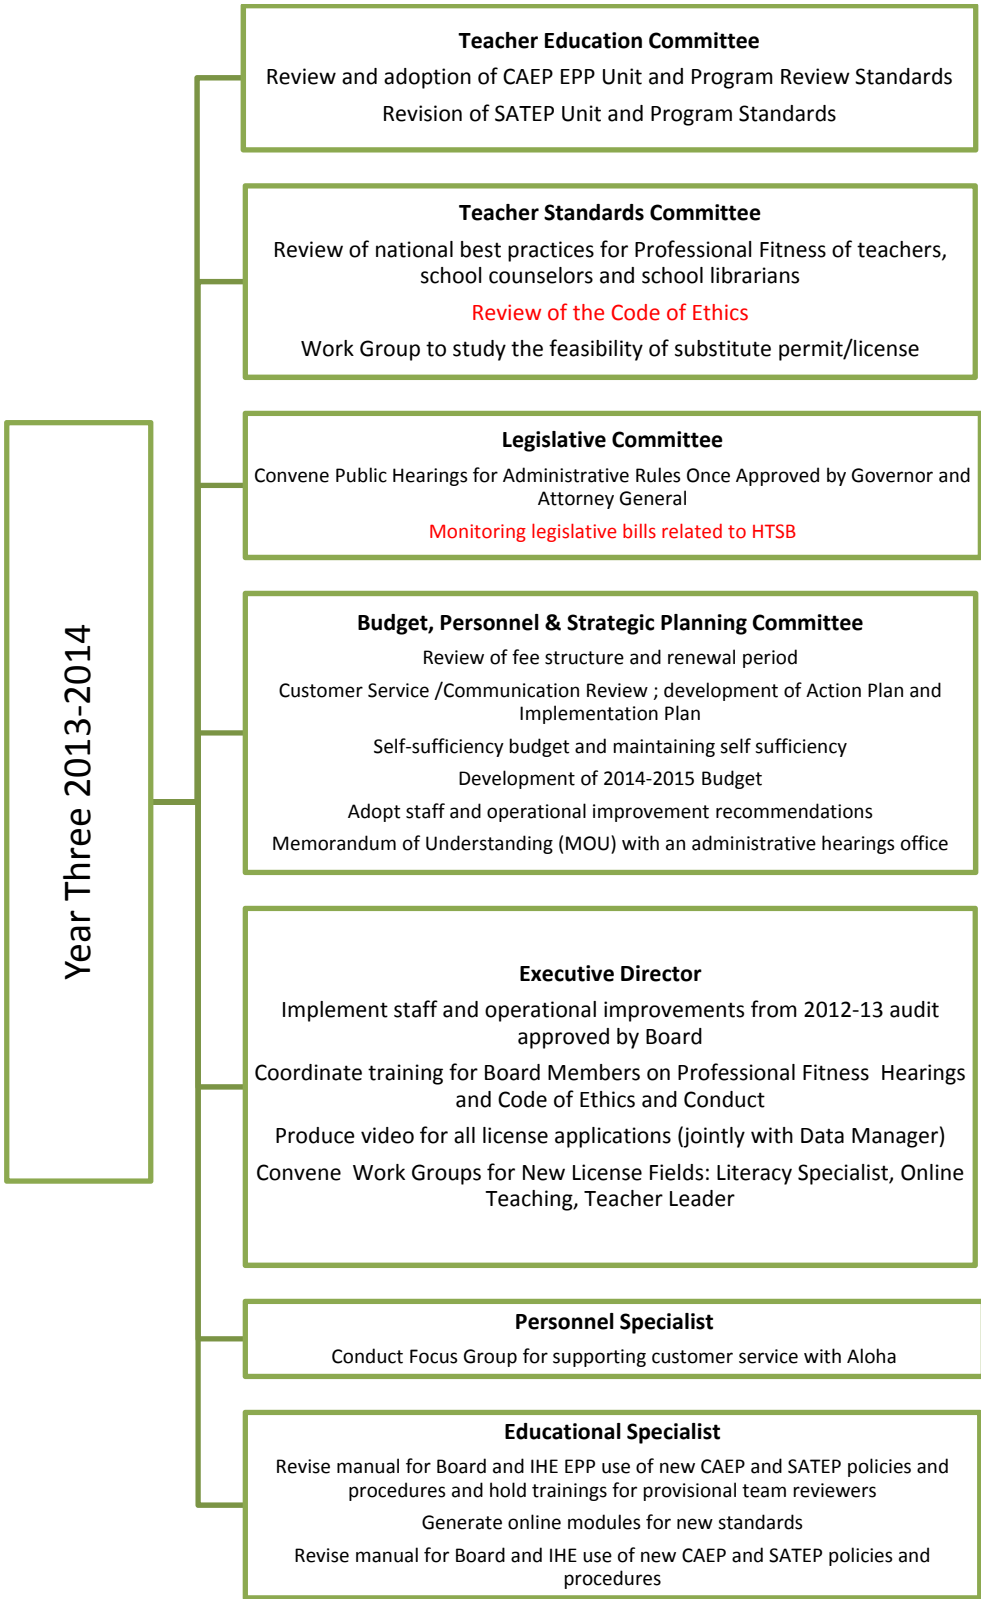 Teacher Education Committee
Review and adoption of CAEP EPP Unit and Program Review Standards
Revision of SATEP Unit and Program Standards
Teacher Standards Committee
Review of national best practices for Professional Fitness of teachers,
school counselors and school librarians
Review of the Code of Ethics
Work Group to study the feasibility of substitute permit/license
Legislative Committee
Convene Public Hearings for Administrative Rules Once Approved by Governor and
Attorney General
Monitoring legislative bills related to HTSB
Year Three 2013-2014
Budget, Personnel & Strategic Planning Committee
Review of fee structure and renewal period
Customer Service /Communication Review ; development of Action Plan and
Implementation Plan
Self-sufficiency budget and maintaining self sufficiency
Development of 2014-2015 Budget
Adopt staff and operational improvement recommendations
Memorandum of Understanding (MOU) with an administrative hearings office
Executive Director
Implement staff and operational improvements from 2012-13 audit
approved by Board
Coordinate training for Board Members on Professional Fitness  Hearings
and Code of Ethics and Conduct
Produce video for all license applications (jointly with Data Manager)
Convene  Work Groups for New License Fields: Literacy Specialist, Online
Teaching, Teacher Leader
Personnel Specialist
Conduct Focus Group for supporting customer service with Aloha
Educational Specialist
Revise manual for Board and IHE EPP use of new CAEP and SATEP policies and
procedures and hold trainings for provisional team reviewers
Generate online modules for new standards
Revise manual for Board and IHE use of new CAEP and SATEP policies and
procedures